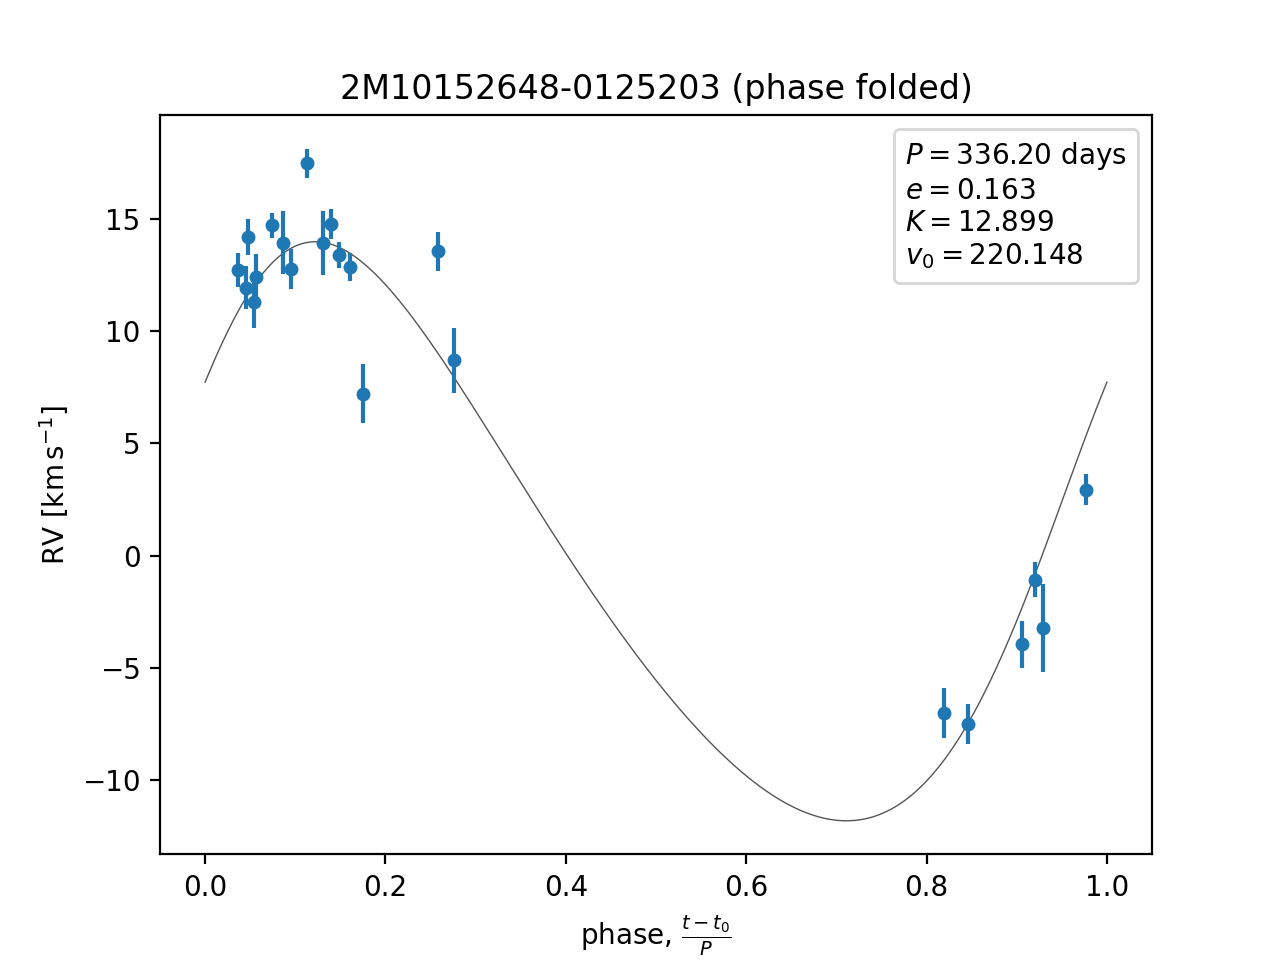 2M10152648-0125203 (phase folded)
P = 336.20 days
e = 0.163
K = 12.899
v₀ = 220.148
15
10
5
0
−5
−10
RV [km s⁻¹]
0.0 0.2 0.4 0.6 0.8 1.0
phase, (t − t₀)/P